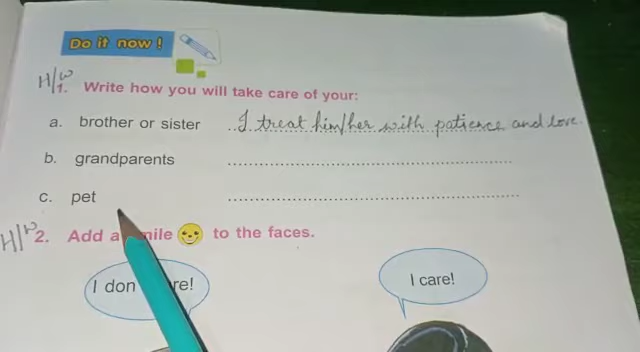 Do it now !
H/W
1. Write how you will take care of your:
a. brother or sister I treat him/her with patience and love.
b. grandparents
c. pet
H/W 2. Add a to the faces.
I don
I care!